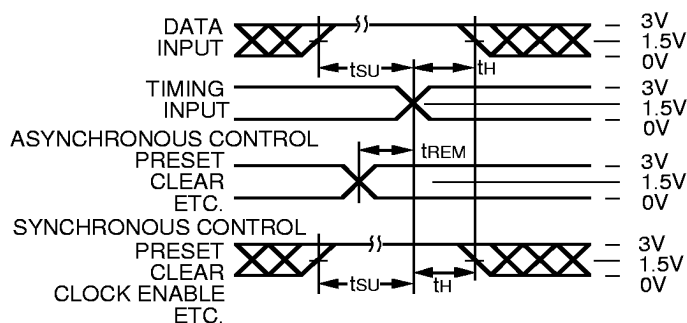 DATA
INPUT
tSU
tH
3V
1.5V
0V
TIMING
INPUT
3V
1.5V
0V
ASYNCHRONOUS CONTROL
PRESET
CLEAR
ETC.
tREM
3V
1.5V
0V
SYNCHRONOUS CONTROL
PRESET
CLEAR
CLOCK ENABLE
ETC.
tSU
tH
3V
1.5V
0V